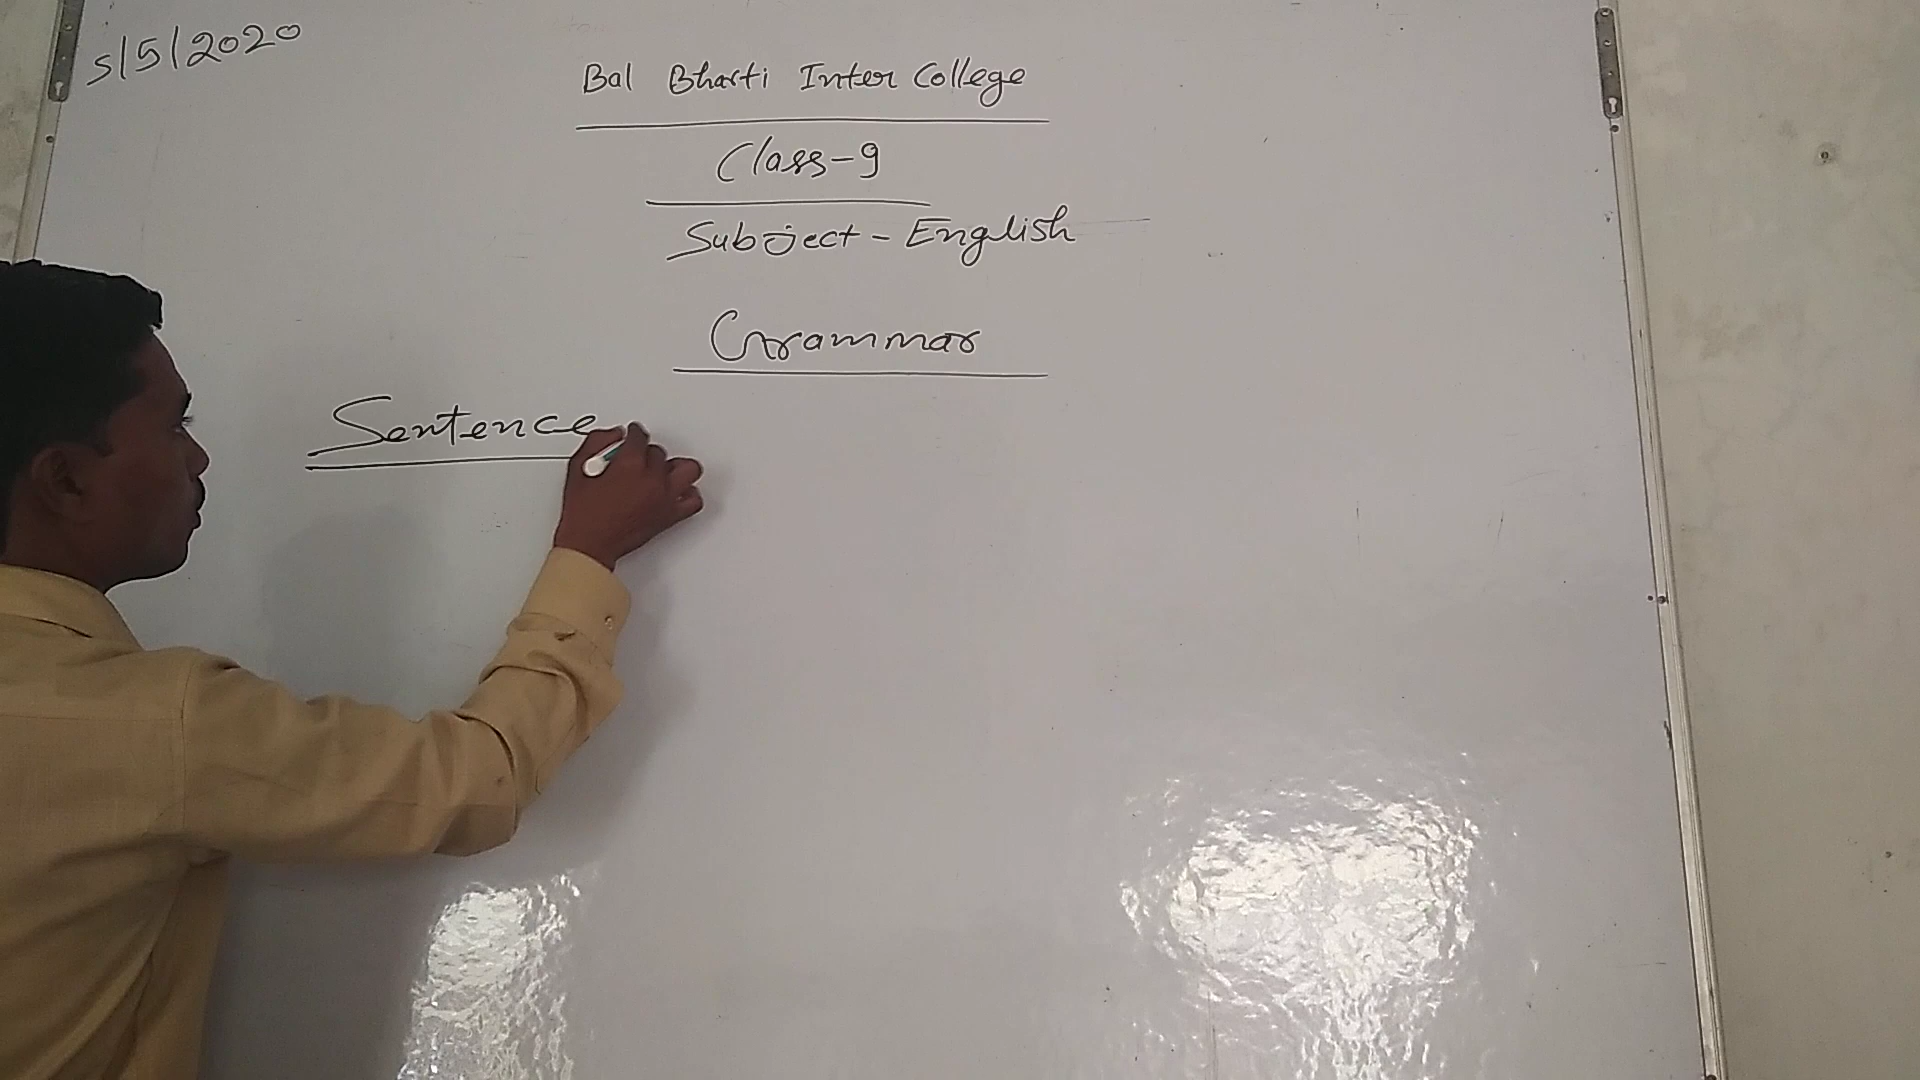 5/5/2020
Bal Bharti Inter College
Class-9
Subject - English
Grammar
Sentence